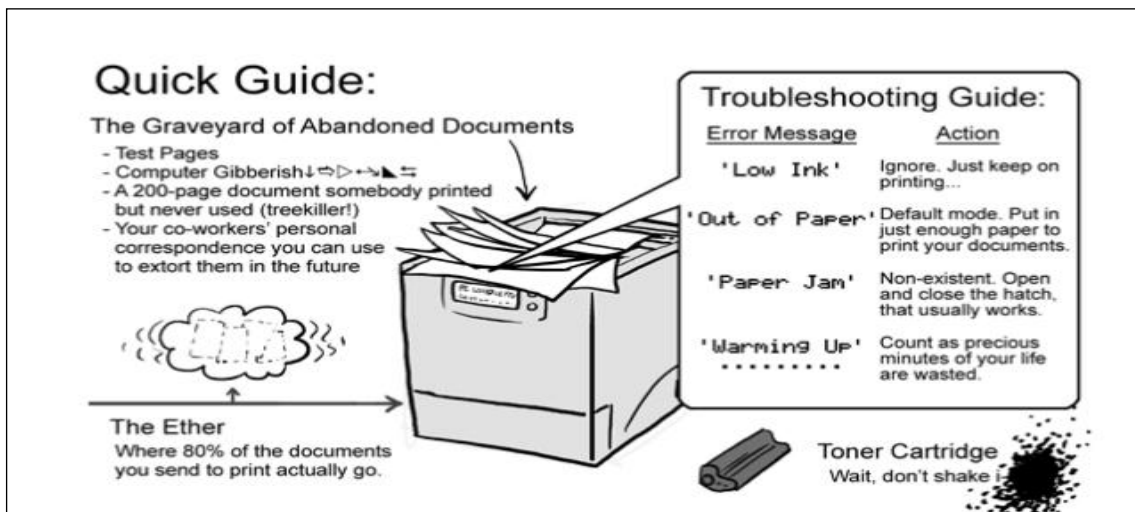 Quick Guide:
The Graveyard of Abandoned Documents
- Test Pages
- Computer Gibberish↓⇨▷↔↘◣⇆
- A 200-page document somebody printed
but never used (treekiller!)
- Your co-workers' personal
correspondence you can use
to extort them in the future
The Ether
Where 80% of the documents
you send to print actually go.
Troubleshooting Guide:
Error Message Action
'Low Ink' Ignore. Just keep on
printing...
'Out of Paper' Default mode. Put in
just enough paper to
print your documents.
'Paper Jam' Non-existent. Open
and close the hatch,
that usually works.
'Warming Up' Count as precious
......... minutes of your life
are wasted.
Toner Cartridge
Wait, don't shake i